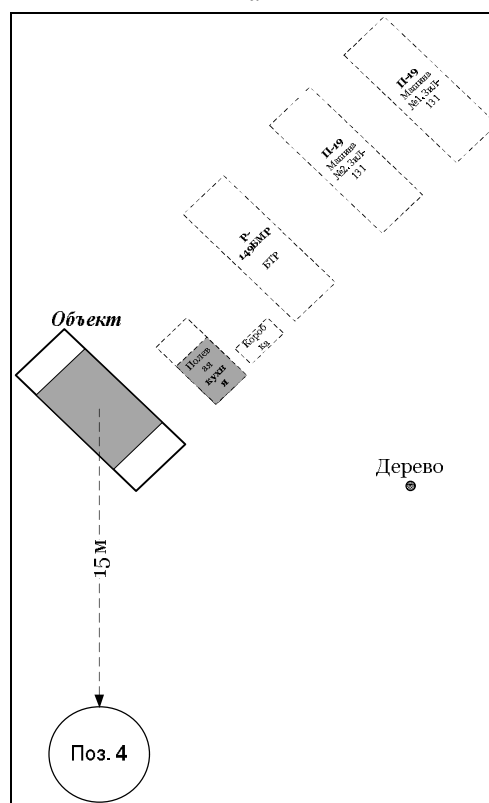 П-19
Машина
№1, ЗиЛ-
131
П-19
Машина
№2, ЗиЛ-
131
Р-
149БМР
БТР
Объект
Полев
ая
кухн
я
Короб
ка
Дерево
15 м
Поз. 4